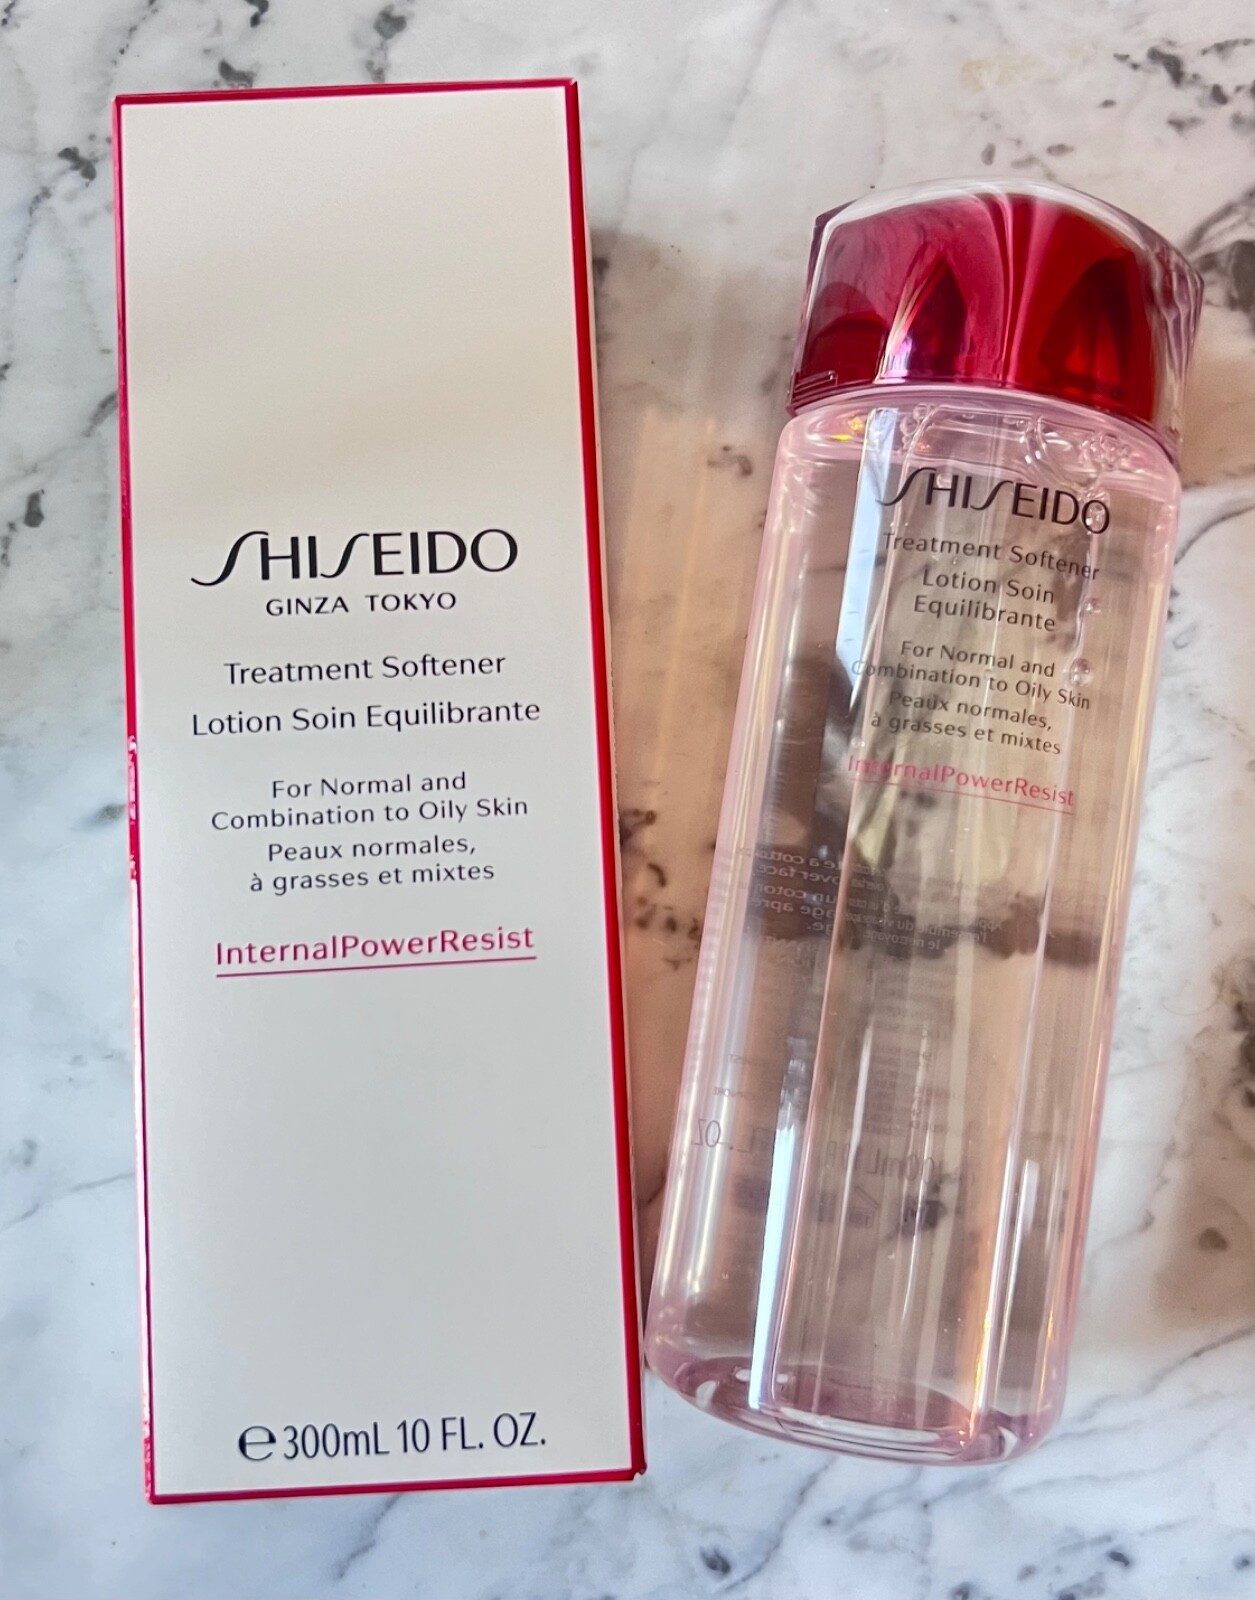 SHISEIDO
GINZA TOKYO
Treatment Softener
Lotion Soin Equilibrante
For Normal and
Combination to Oily Skin
Peaux normales,
à grasses et mixtes
InternalPowerResist
℮ 300mL 10 FL. OZ.
SHISEIDO
Treatment Softener
Lotion Soin
Equilibrante
For Normal and
Combination to Oily Skin
Peaux normales,
à grasses et mixtes
InternalPowerResist